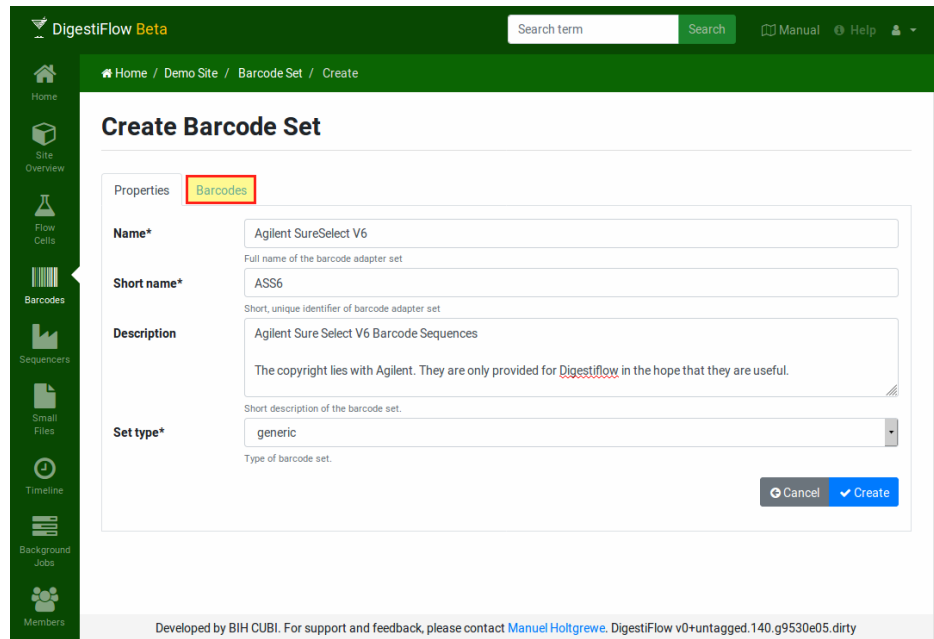 DigestiFlow Beta
Search term
Search
Manual
Help
Home / Demo Site / Barcode Set / Create
Home
Site
Overview
Flow
Cells
Barcodes
Sequencers
Small
Files
Timeline
Background
Jobs
Members
Create Barcode Set
Properties
Barcodes
Name*
Agilent SureSelect V6
Full name of the barcode adapter set
Short name*
ASS6
Short, unique identifier of barcode adapter set
Description
Agilent Sure Select V6 Barcode Sequences
The copyright lies with Agilent. They are only provided for Digestiflow in the hope that they are useful.
Short description of the barcode set.
Set type*
generic
Type of barcode set.
Cancel
Create
Developed by BIH CUBI. For support and feedback, please contact Manuel Holtgrewe. DigestiFlow v0+untagged.140.g9530e05.dirty